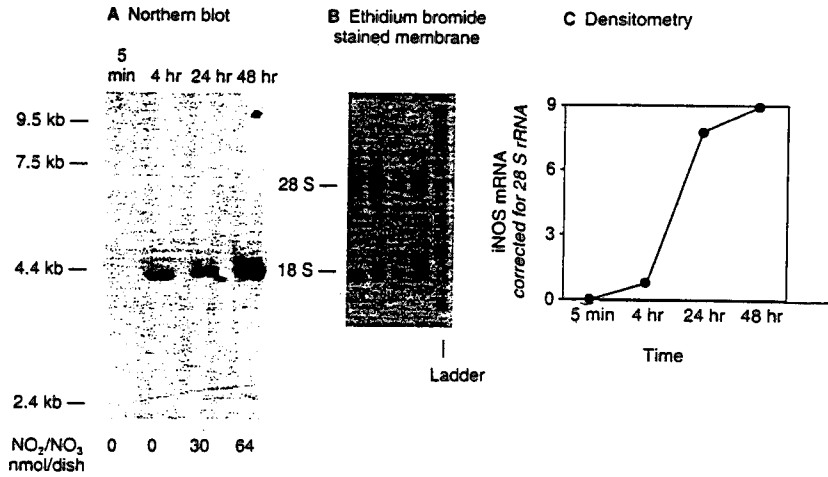 A Northern blot
5
min 4 hr 24 hr 48 hr
9.5 kb
7.5 kb
4.4 kb
2.4 kb
NO₂/NO₃ 0 0 30 64
nmol/dish
B Ethidium bromide
stained membrane
28 S
18 S
Ladder
C Densitometry
iNOS mRNA
corrected for 28 S rRNA
9
6
3
0
5 min 4 hr 24 hr 48 hr
Time